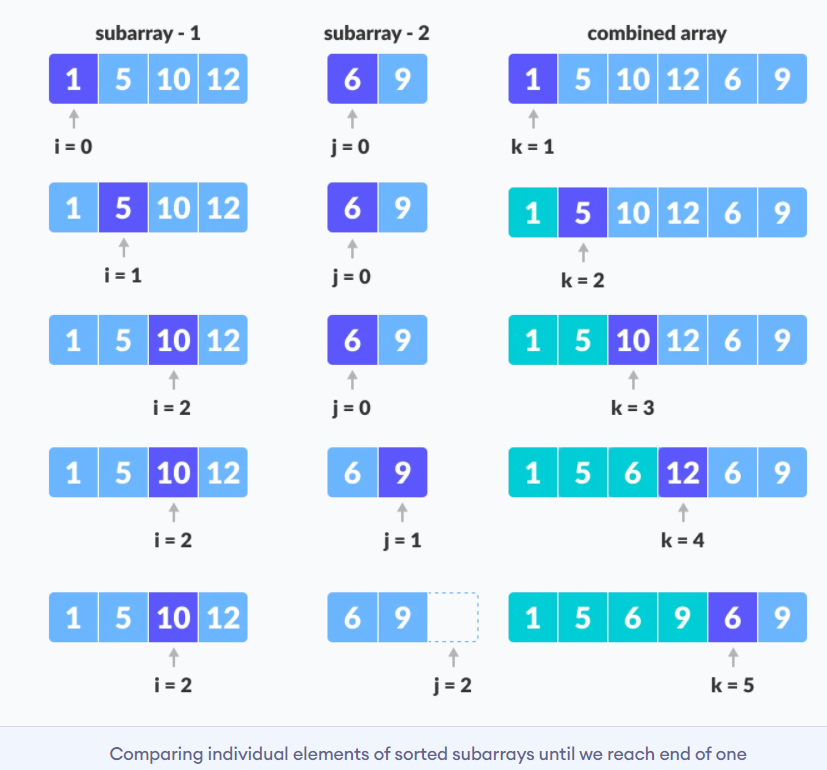 subarray - 1 subarray - 2 combined array
1 5 10 12 6 9 1 5 10 12 6 9
i = 0 j = 0 k = 1
1 5 10 12 6 9 1 5 10 12 6 9
i = 1 j = 0 k = 2
1 5 10 12 6 9 1 5 10 12 6 9
i = 2 j = 0 k = 3
1 5 10 12 6 9 1 5 6 12 6 9
i = 2 j = 1 k = 4
1 5 10 12 6 9 1 5 6 9 6 9
i = 2 j = 2 k = 5
Comparing individual elements of sorted subarrays until we reach end of one